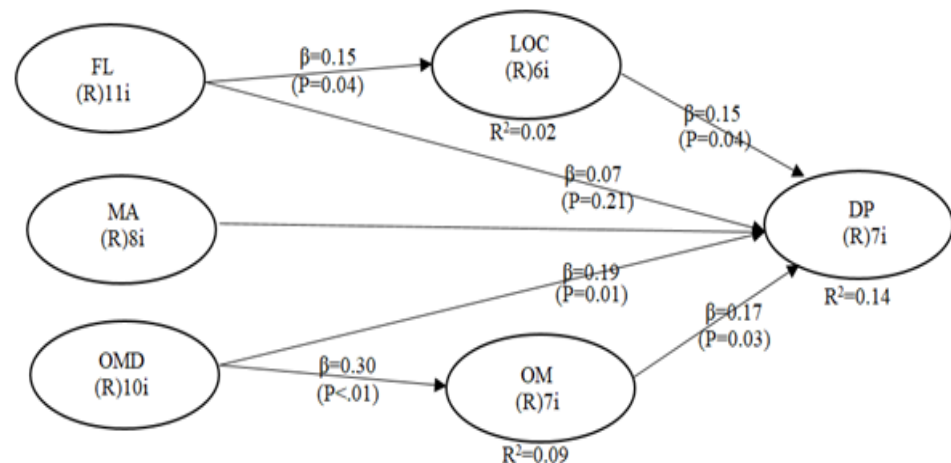 FL
(R)11i
β=0.15
(P=0.04)
LOC
(R)6i
R²=0.02
β=0.15
(P=0.04)
β=0.07
(P=0.21)
MA
(R)8i
DP
(R)7i
R²=0.14
β=0.19
(P=0.01)
β=0.17
(P=0.03)
OMD
(R)10i
β=0.30
(P<.01)
OM
(R)7i
R²=0.09